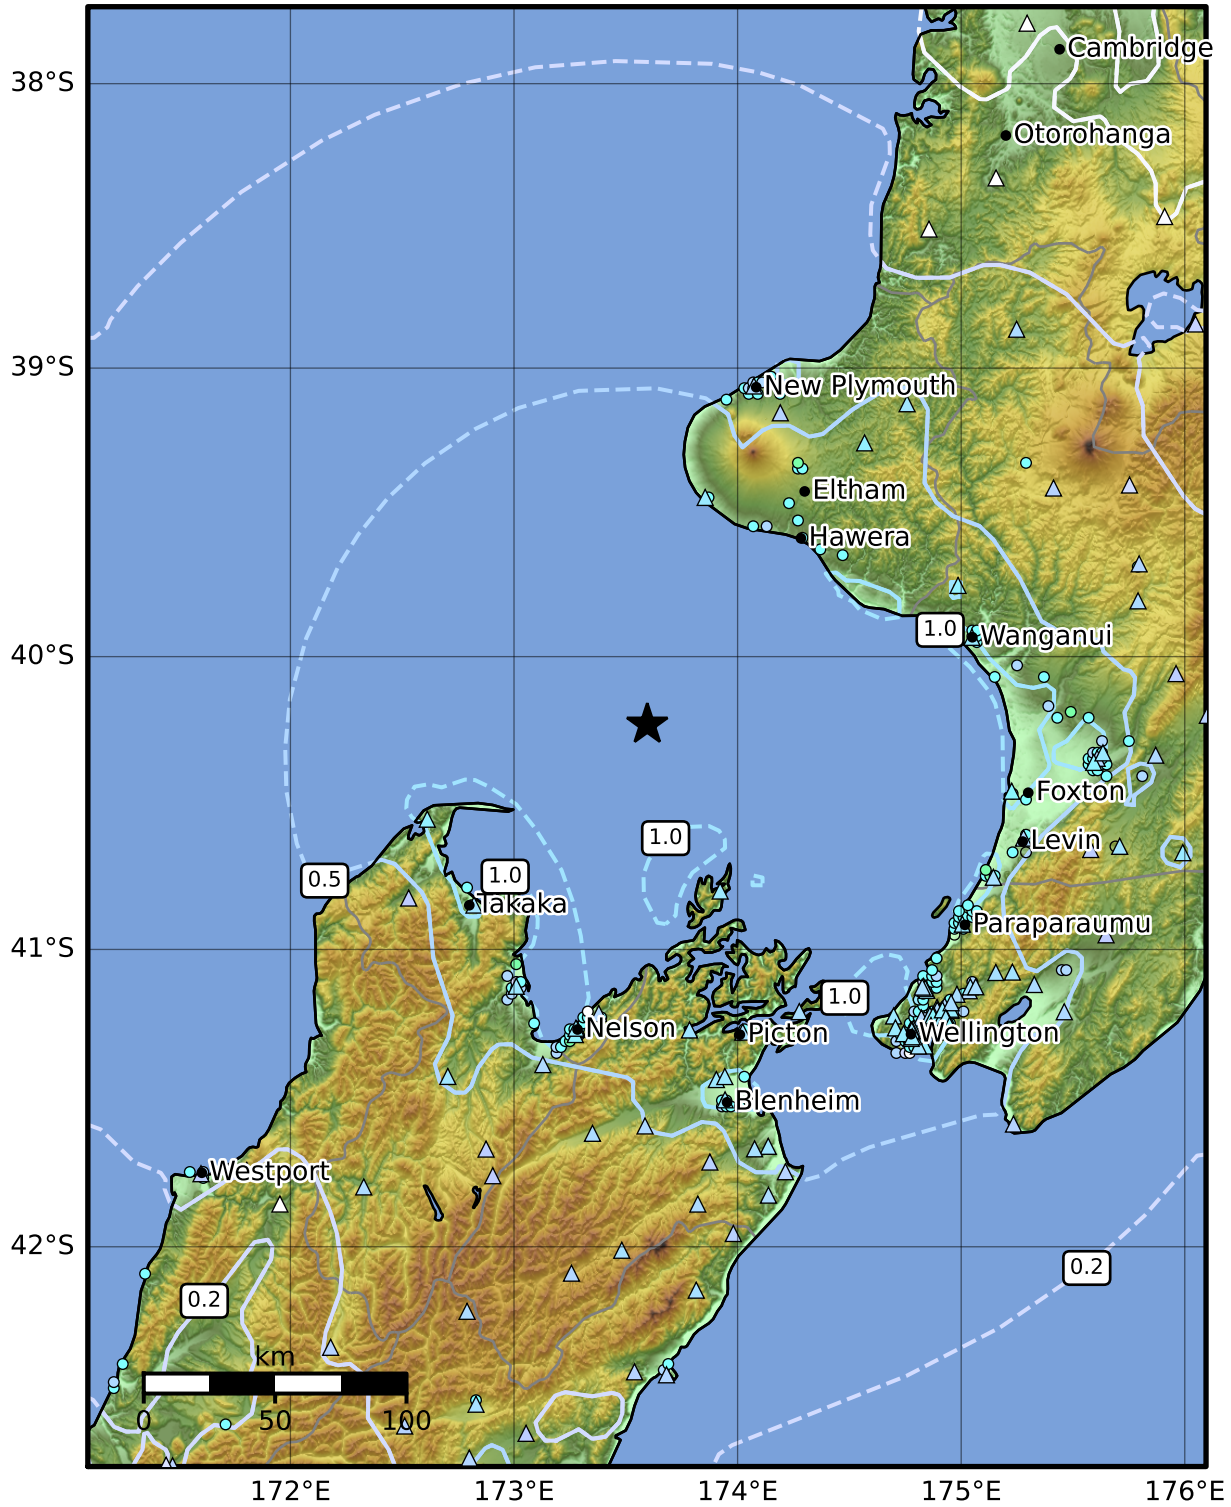 Cambridge
38°S
Otorohanga
39°S
New Plymouth
Eltham
Hawera
1.0
Wanganui
40°S
Foxton
1.0
Levin
0.5
1.0
Takaka
Paraparaumu
41°S
1.0
Nelson
Picton
Wellington
Blenheim
Westport
42°S
0.2
0.2
km
0 50 100
172°E 173°E 174°E 175°E 176°E